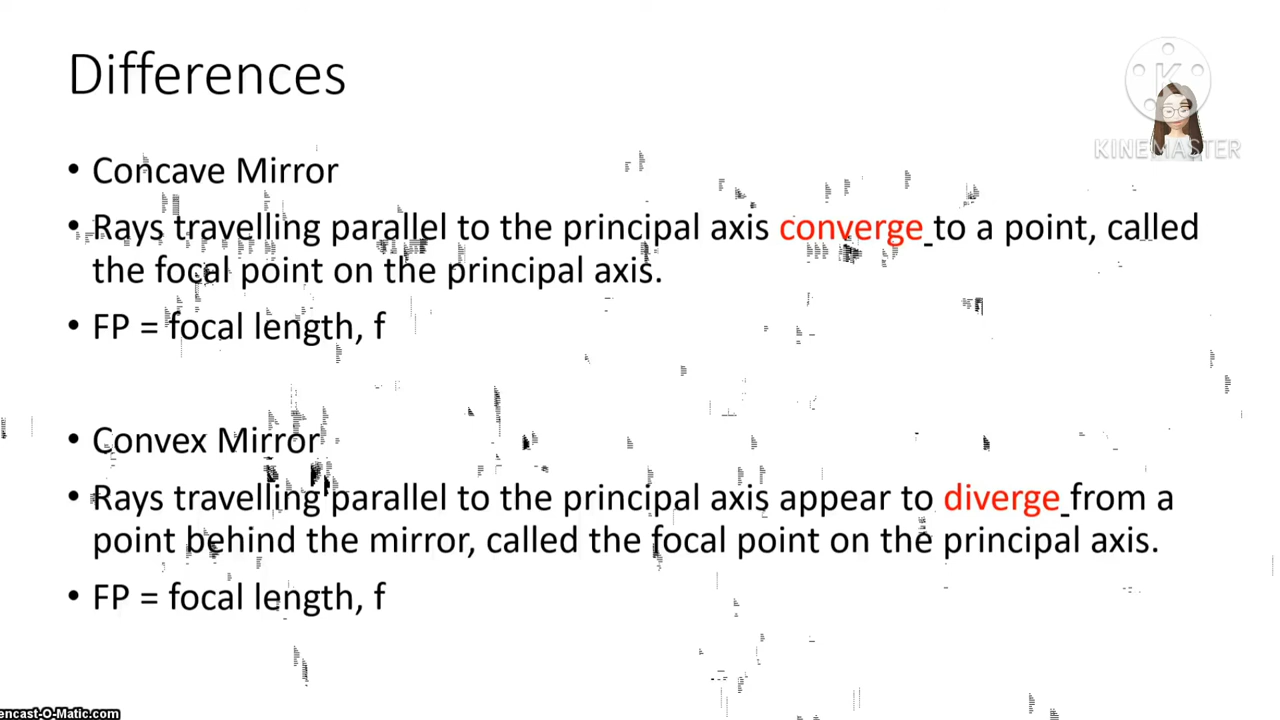 Differences
KINEMASTER
• Concave Mirror
• Rays travelling parallel to the principal axis converge to a point, called
the focal point on the principal axis.
• FP = focal length, f
• Convex Mirror
• Rays travelling parallel to the principal axis appear to diverge from a
point behind the mirror, called the focal point on the principal axis.
• FP = focal length, f
encast-O-Matic.com